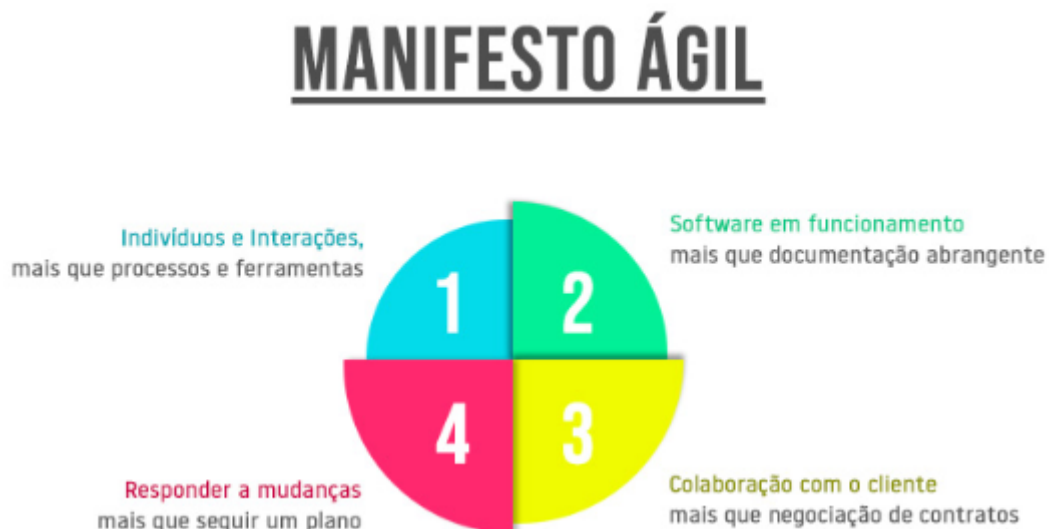 MANIFESTO ÁGIL
Indivíduos e Interações,
mais que processos e ferramentas
1
2
Software em funcionamento
mais que documentação abrangente
4
3
Responder a mudanças
mais que seguir um plano
Colaboração com o cliente
mais que negociação de contratos